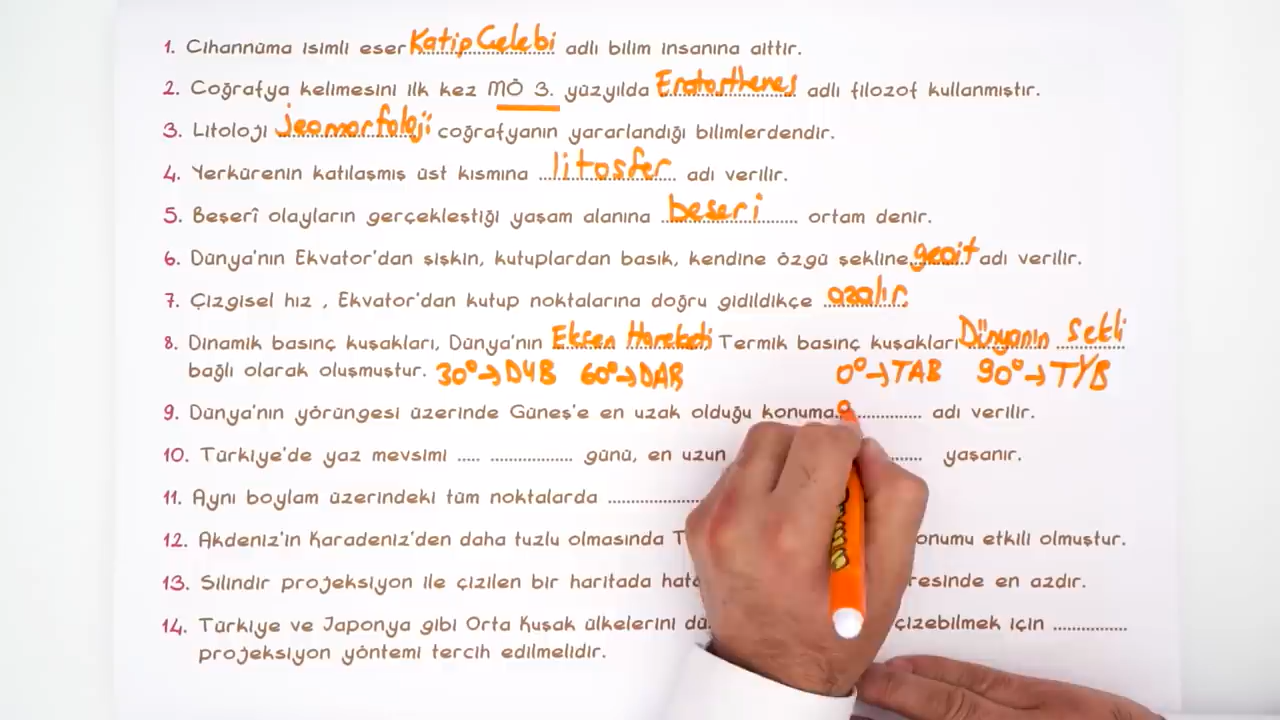 1. Cihannüma isimli eser Katip Çelebi adlı bilim insanına aittir.
2. Coğrafya kelimesini ilk kez MÖ 3. yüzyılda Eratosthenes adlı filozof kullanmıştır.
3. Litoloji jeomorfoloji coğrafyanın yararlandığı bilimlerdendir.
4. Yerkürenin katılaşmış üst kısmına litosfer adı verilir.
5. Beşerî olayların gerçekleştiği yaşam alanına beseri ortam denir.
6. Dünya'nın Ekvator'dan şişkin, kutuplardan basık, kendine özgü şekline geoit adı verilir.
7. Çizgisel hız , Ekvator'dan kutup noktalarına doğru gidildikçe azalır.
8. Dinamik basınç kuşakları, Dünya'nın Eksen Hareketi, Termik basınç kuşakları Dünyanın Sekli
bağlı olarak oluşmuştur. 30°→DYB 60°→DAB 0°→TAB 90°→TYB
9. Dünya'nın yörüngesi üzerinde Güneş'e en uzak olduğu konuma ............. adı verilir.
10. Türkiye'de yaz mevsimi ..... ................ günü, en uzun ...... yaşanır.
11. Aynı boylam üzerindeki tüm noktalarda ..................
12. Akdeniz'in Karadeniz'den daha tuzlu olmasında T onumu etkili olmuştur.
13. Silindir projeksiyon ile çizilen bir haritada hat resinde en azdır.
14. Türkiye ve Japonya gibi Orta Kuşak ülkelerini dü çizebilmek için ..............
projeksiyon yöntemi tercih edilmelidir.